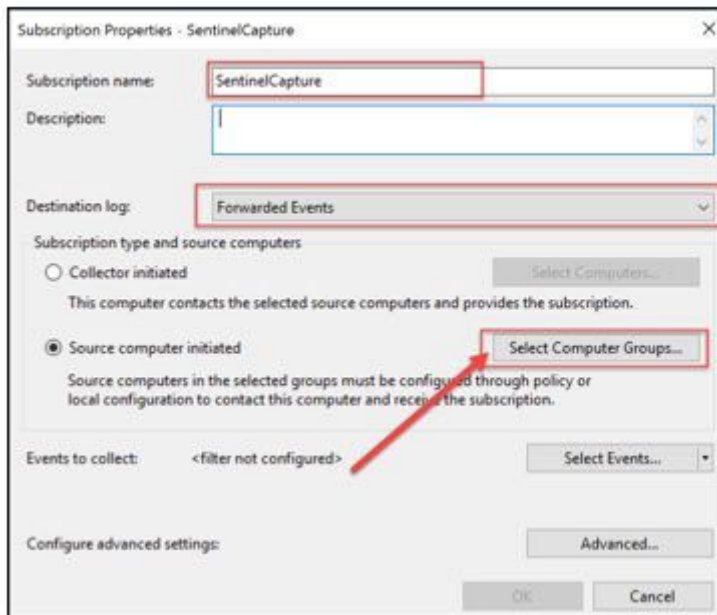 Subscription Properties - SentinelCapture
Subscription name: SentinelCapture
Description:
Destination log: Forwarded Events
Subscription type and source computers
Collector initiated Select Computers...
This computer contacts the selected source computers and provides the subscription.
Source computer initiated Select Computer Groups...
Source computers in the selected groups must be configured through policy or
local configuration to contact this computer and receive the subscription.
Events to collect: <filter not configured> Select Events...
Configure advanced settings: Advanced...
OK Cancel